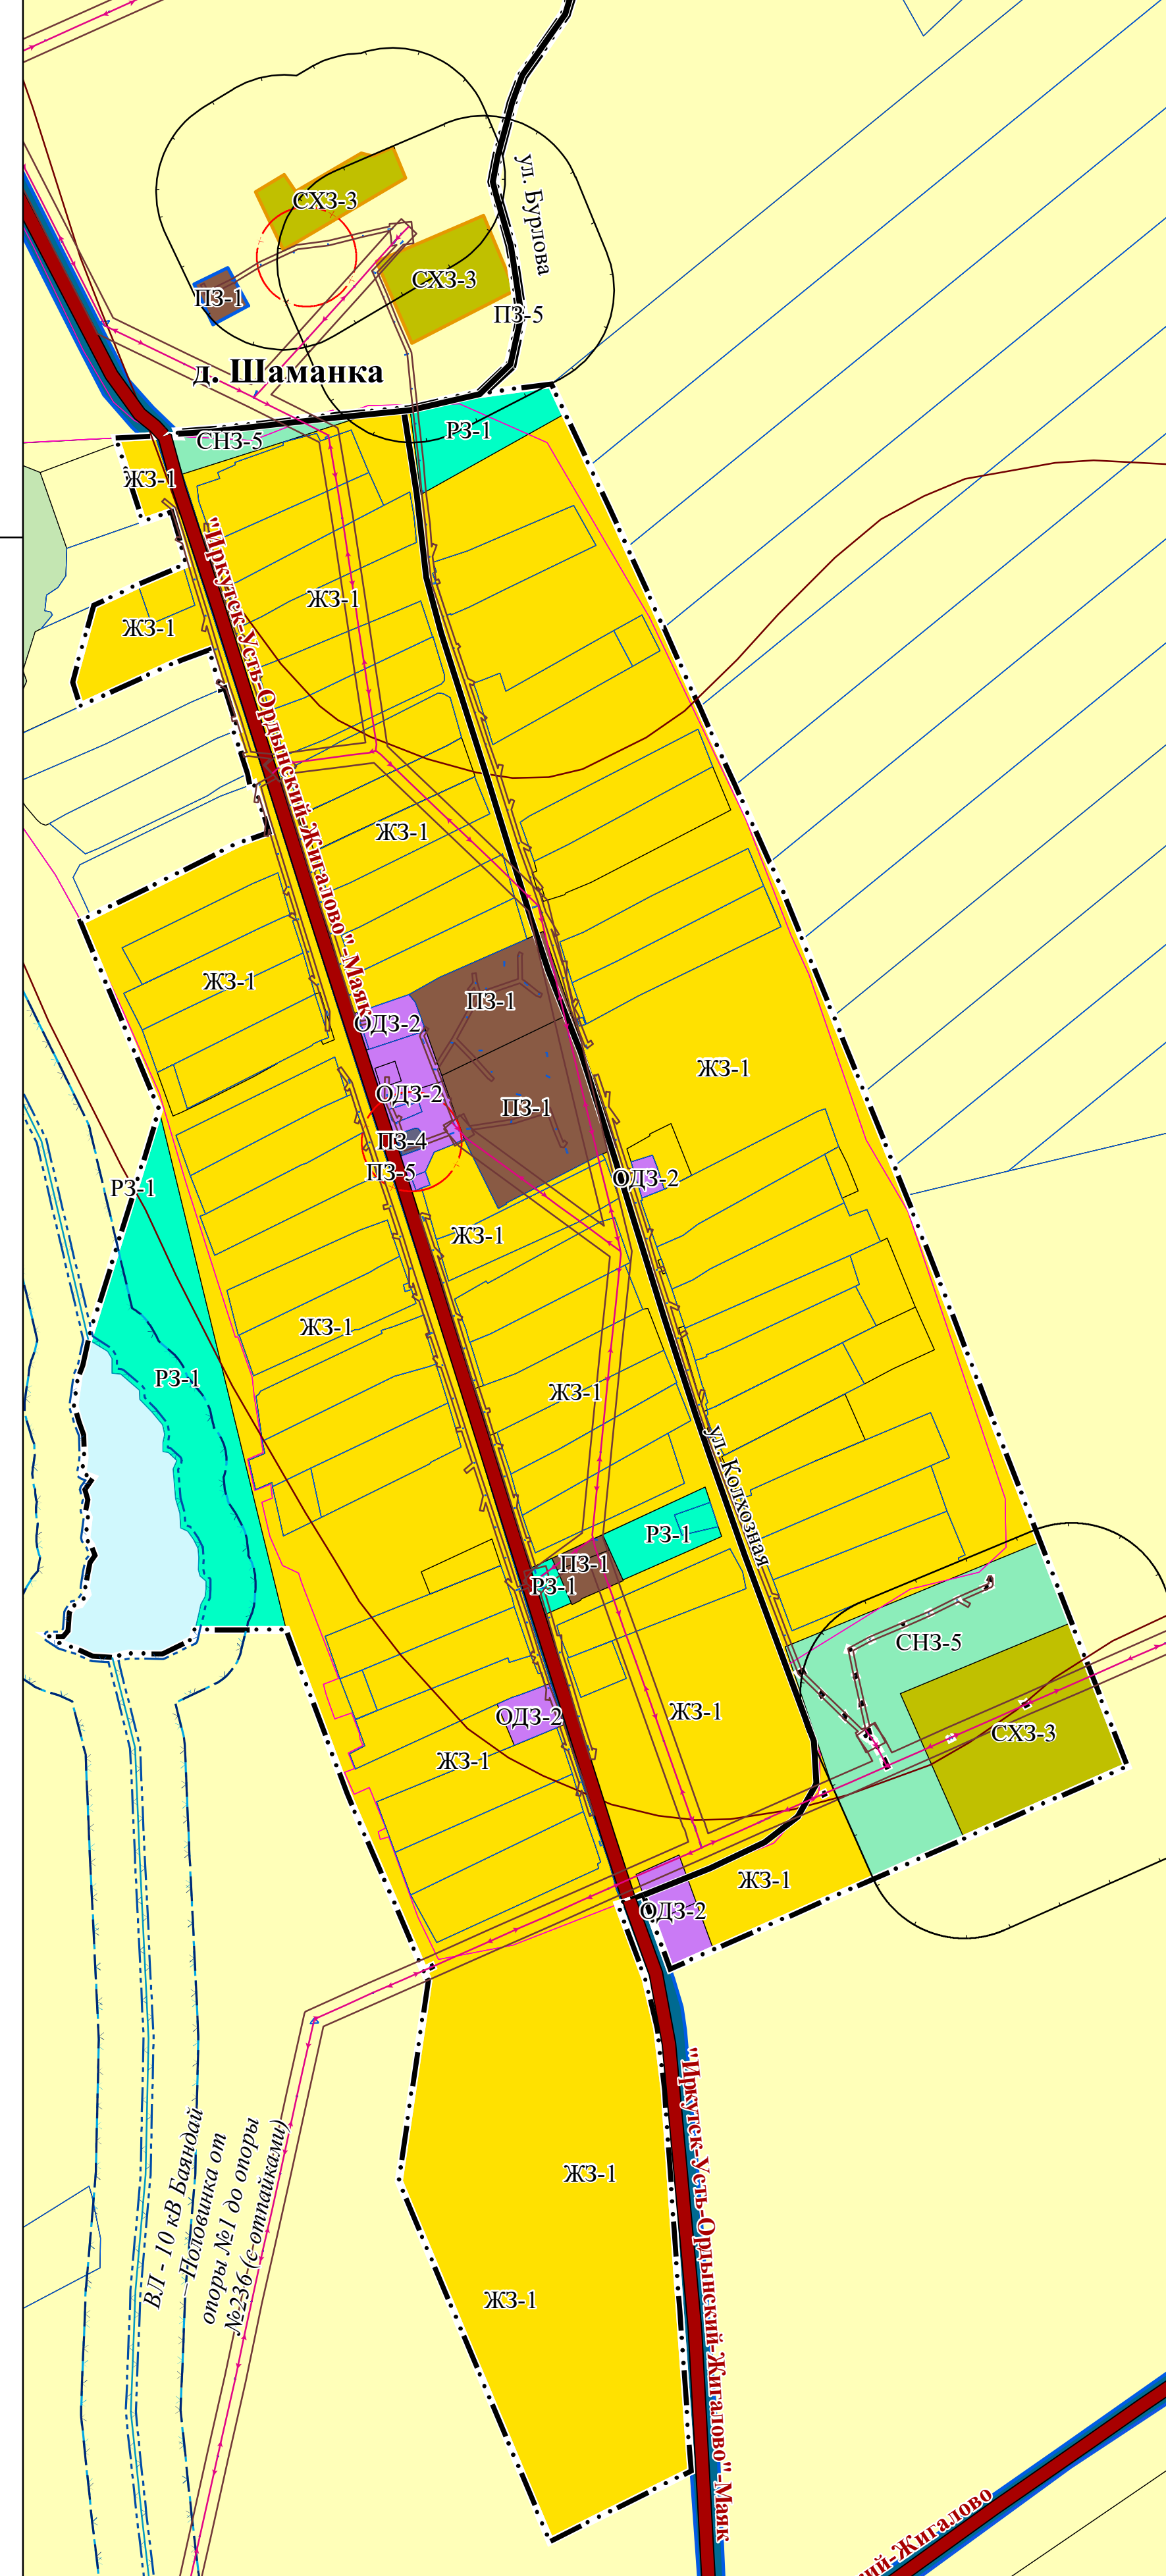 ул. Бурлова
СХЗ-3
СХЗ-3
ПЗ-1
ПЗ-5
д. Шаманка
РЗ-1
СНЗ-5
ЖЗ-1
ЖЗ-1
ЖЗ-1
"Иркутск-Усть-Ордынский-Жигалово"-Маяк
ЖЗ-1
ЖЗ-1
ПЗ-1
ОДЗ-2
ЖЗ-1
ОДЗ-2
ПЗ-1
ПЗ-4
ПЗ-5
ОДЗ-2
РЗ-1
ЖЗ-1
ЖЗ-1
РЗ-1
ЖЗ-1
ул. Колхозная
РЗ-1
ПЗ-1
РЗ-1
СНЗ-5
ЖЗ-1
ОДЗ-2
СХЗ-3
ЖЗ-1
ЖЗ-1
ОДЗ-2
"Иркутск-Усть-Ордынский-Жигалово"-Маяк
ЖЗ-1
ВЛ - 10 кВ Баяндай
–Половинка от
опоры №1 до опоры
№236 (с отпайками)
ЖЗ-1
ий-Жигалово